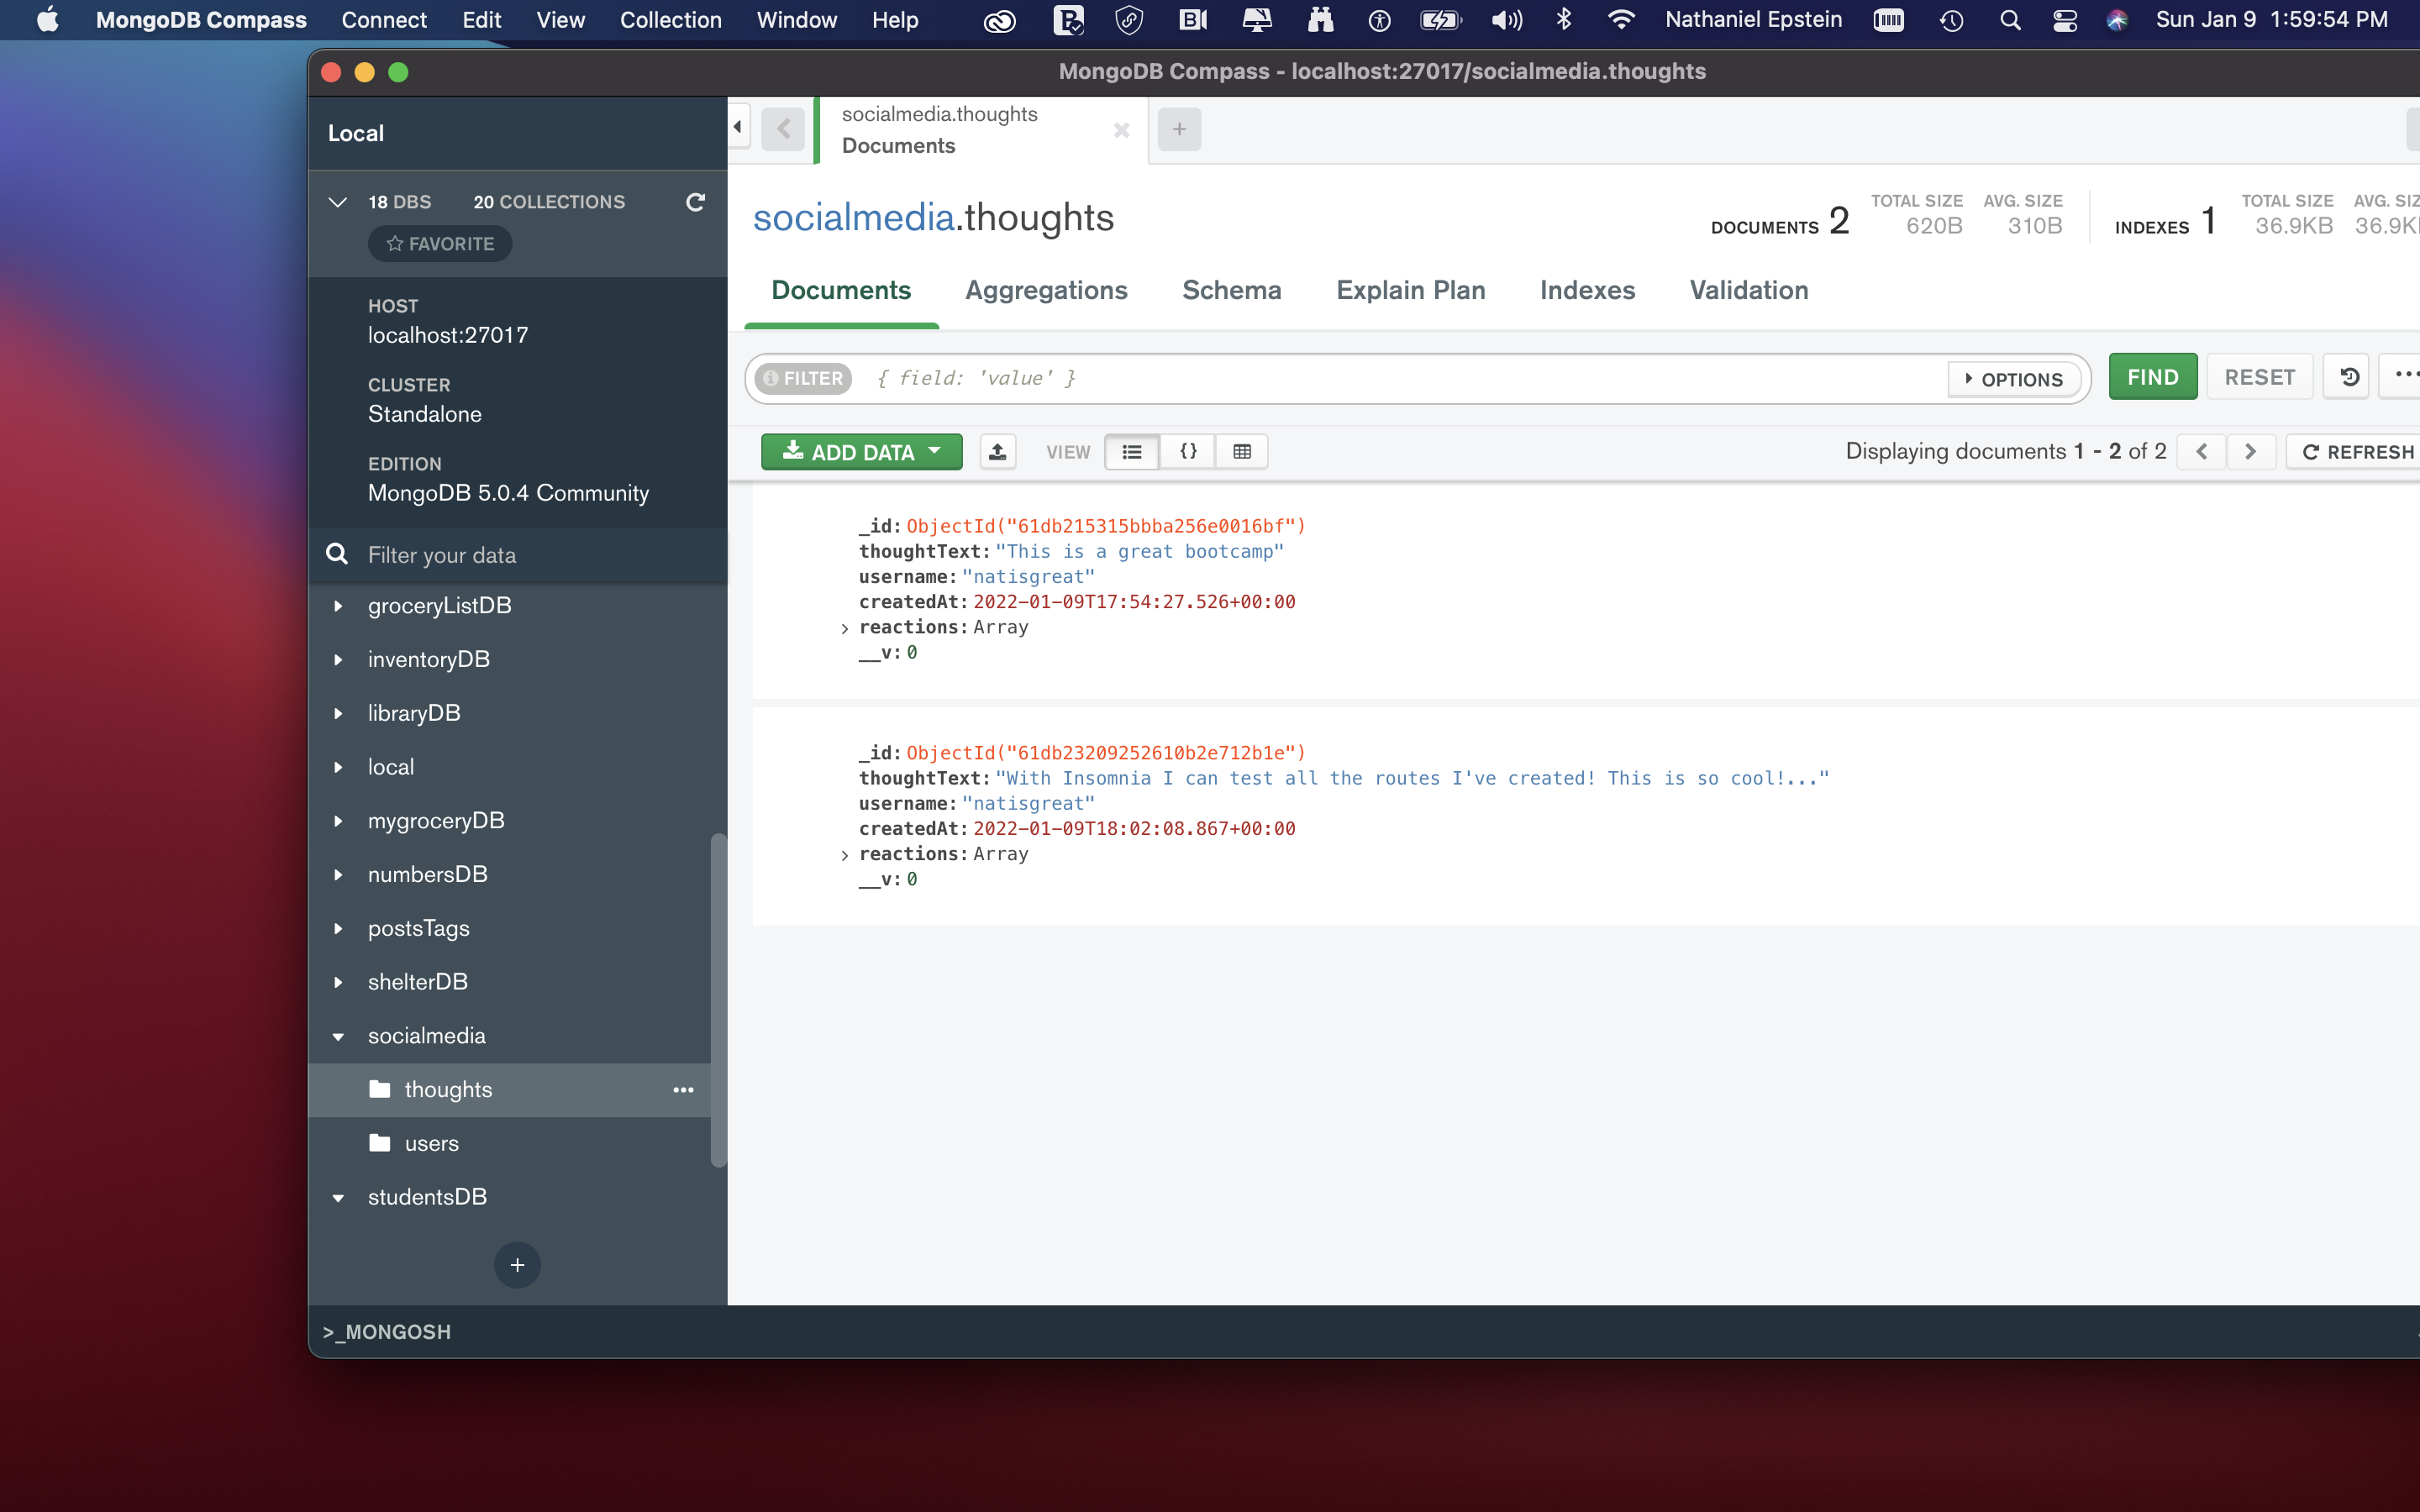 MongoDB Compass Connect Edit View Collection Window Help Nathaniel Epstein Sun Jan 9 1:59:54 PM
MongoDB Compass - localhost:27017/socialmedia.thoughts
Local
18 DBS 20 COLLECTIONS
FAVORITE
HOST
localhost:27017
CLUSTER
Standalone
EDITION
MongoDB 5.0.4 Community
Filter your data
groceryListDB
inventoryDB
libraryDB
local
mygroceryDB
numbersDB
postsTags
shelterDB
socialmedia
thoughts
users
studentsDB
+
>_MONGOSH
socialmedia.thoughts
Documents
+
socialmedia.thoughts
DOCUMENTS 2 TOTAL SIZE 620B AVG. SIZE 310B INDEXES 1 TOTAL SIZE 36.9KB AVG. SIZ 36.9K
Documents Aggregations Schema Explain Plan Indexes Validation
FILTER { field: 'value' } OPTIONS FIND RESET
ADD DATA VIEW {} Displaying documents 1 - 2 of 2 REFRESH
_id: ObjectId("61db215315bbba256e0016bf")
thoughtText: "This is a great bootcamp"
username: "natisgreat"
createdAt: 2022-01-09T17:54:27.526+00:00
reactions: Array
__v: 0
_id: ObjectId("61db23209252610b2e712b1e")
thoughtText: "With Insomnia I can test all the routes I've created! This is so cool!..."
username: "natisgreat"
createdAt: 2022-01-09T18:02:08.867+00:00
reactions: Array
__v: 0